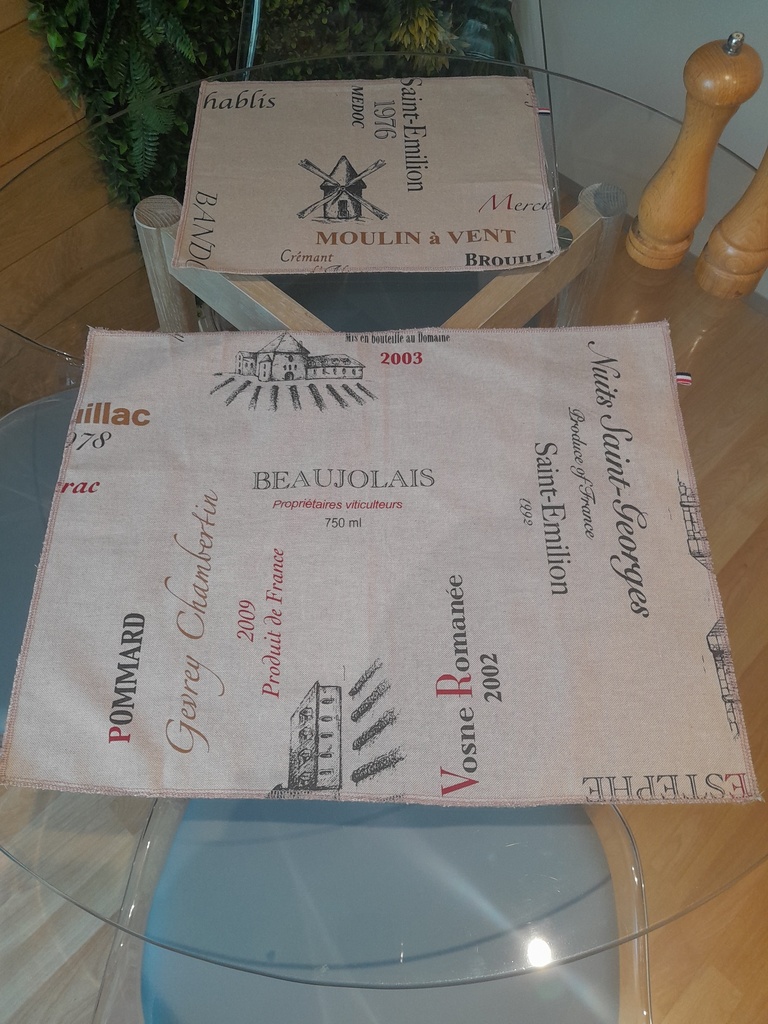 hablis
MEDOC
Saint-Emilion
1976
BANDO
Mercu
MOULIN à VENT
Crémant
BROUILL
Mis en bouteille au Domaine
2003
uillac
978
rac
BEAUJOLAIS
Propriétaires viticulteurs
750 ml
Nuits Saint-Georges
Produce of France
Saint-Emilion
1992
POMMARD
Gevrey Chambertin
2009
Produit de France
Vosne Romanée
2002
ESTEPHE